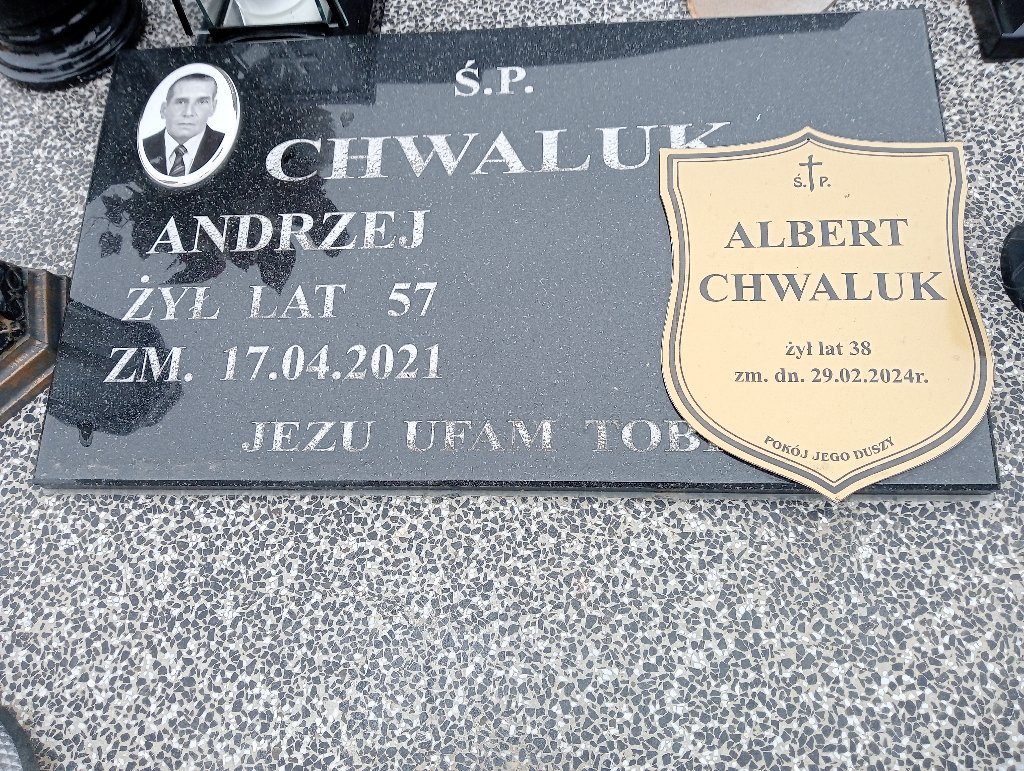 Ś.P.
CHWALUK
ANDRZEJ
ŻYŁ LAT 57
ZM. 17.04.2021
JEZU UFAM TOBI
Ś.P.
ALBERT
CHWALUK
żył lat 38
zm. dn. 29.02.2024r.
POKÓJ JEGO DUSZY